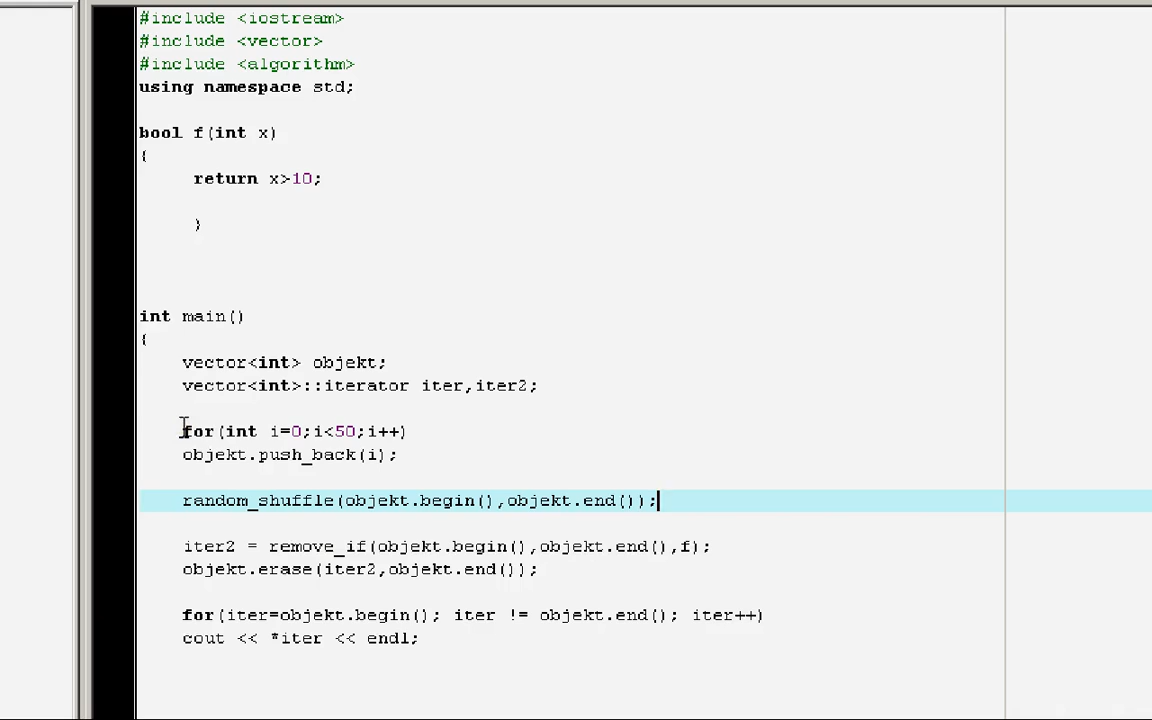 #include <iostream>
#include <vector>
#include <algorithm>
using namespace std;
bool f(int x)
{
return x>10;
}
int main()
{
vector<int> objekt;
vector<int>::iterator iter,iter2;
for(int i=0;i<50;i++)
objekt.push_back(i);
random_shuffle(objekt.begin(),objekt.end());
iter2 = remove_if(objekt.begin(),objekt.end(),f);
objekt.erase(iter2,objekt.end());
for(iter=objekt.begin(); iter != objekt.end(); iter++)
cout << *iter << endl;